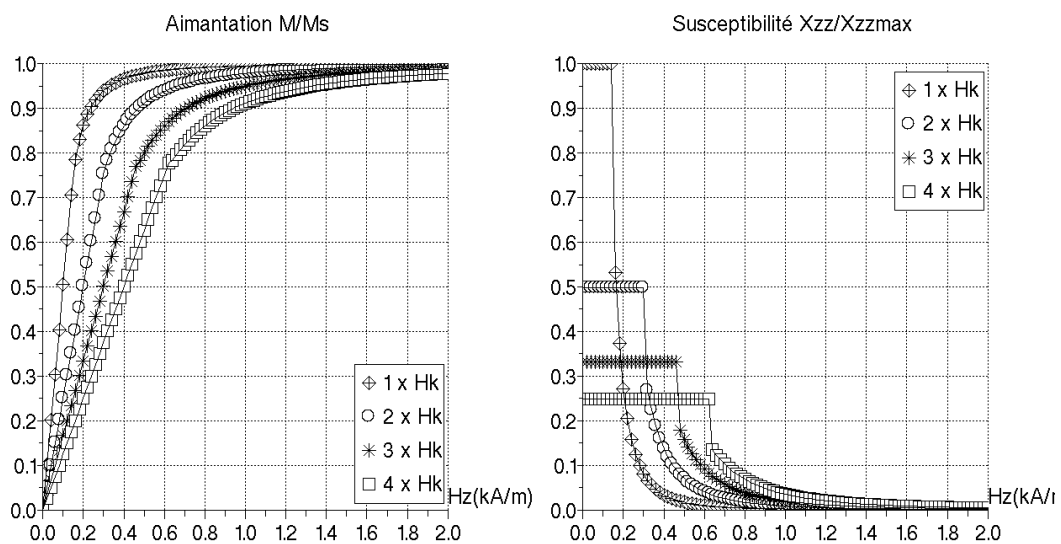 Aimantation M/Ms
1.0
0.9
0.8
0.7
0.6
0.5
0.4
0.3
0.2
0.1
0.0
0.0 0.2 0.4 0.6 0.8 1.0 1.2 1.4 1.6 1.8 2.0
Hz(kA/m)
1 x Hk
2 x Hk
3 x Hk
4 x Hk
Susceptibilité Xzz/Xzzmax
1.0
0.9
0.8
0.7
0.6
0.5
0.4
0.3
0.2
0.1
0.0
0.0 0.2 0.4 0.6 0.8 1.0 1.2 1.4 1.6 1.8 2.0
Hz(kA/m
1 x Hk
2 x Hk
3 x Hk
4 x Hk